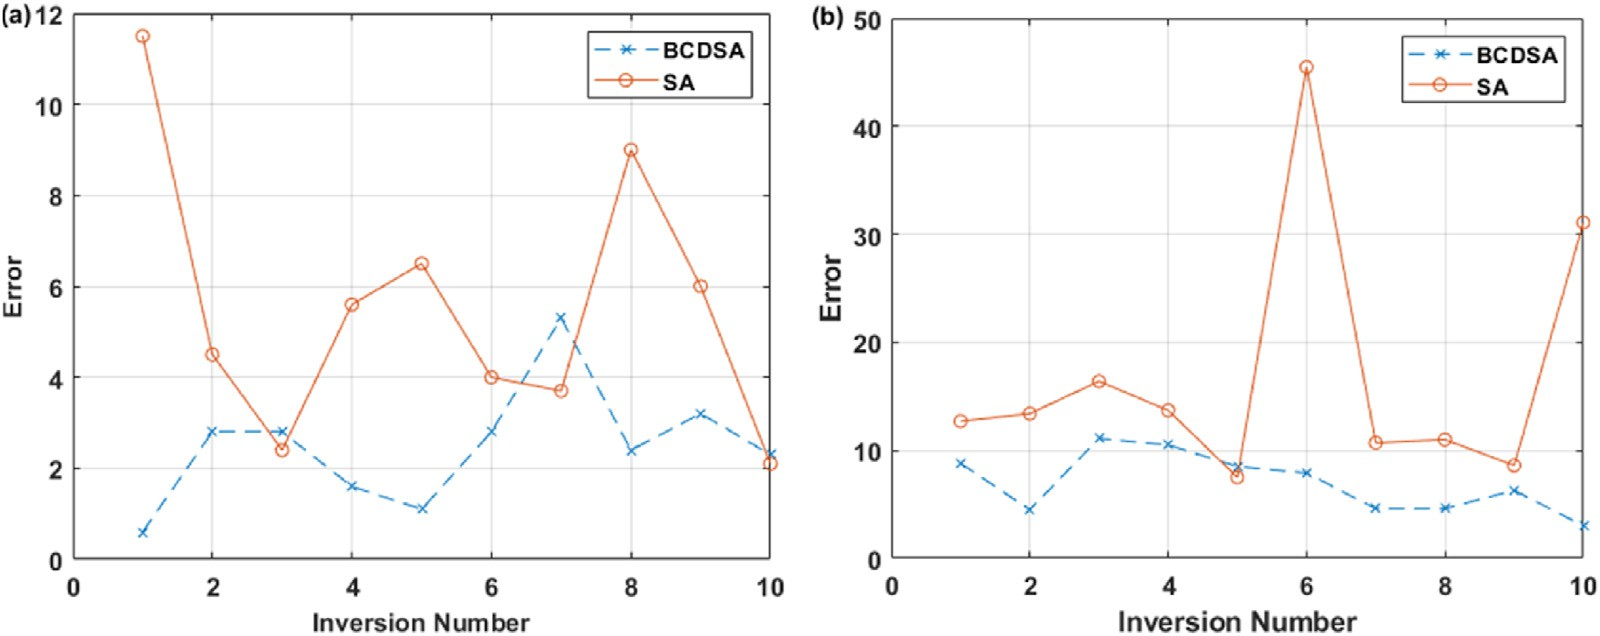 (a)
12
10
8
6
4
2
0
Error
BCDSA
SA
0 2 4 6 8 10
Inversion Number
(b)
50
40
30
20
10
0
Error
BCDSA
SA
0 2 4 6 8 10
Inversion Number